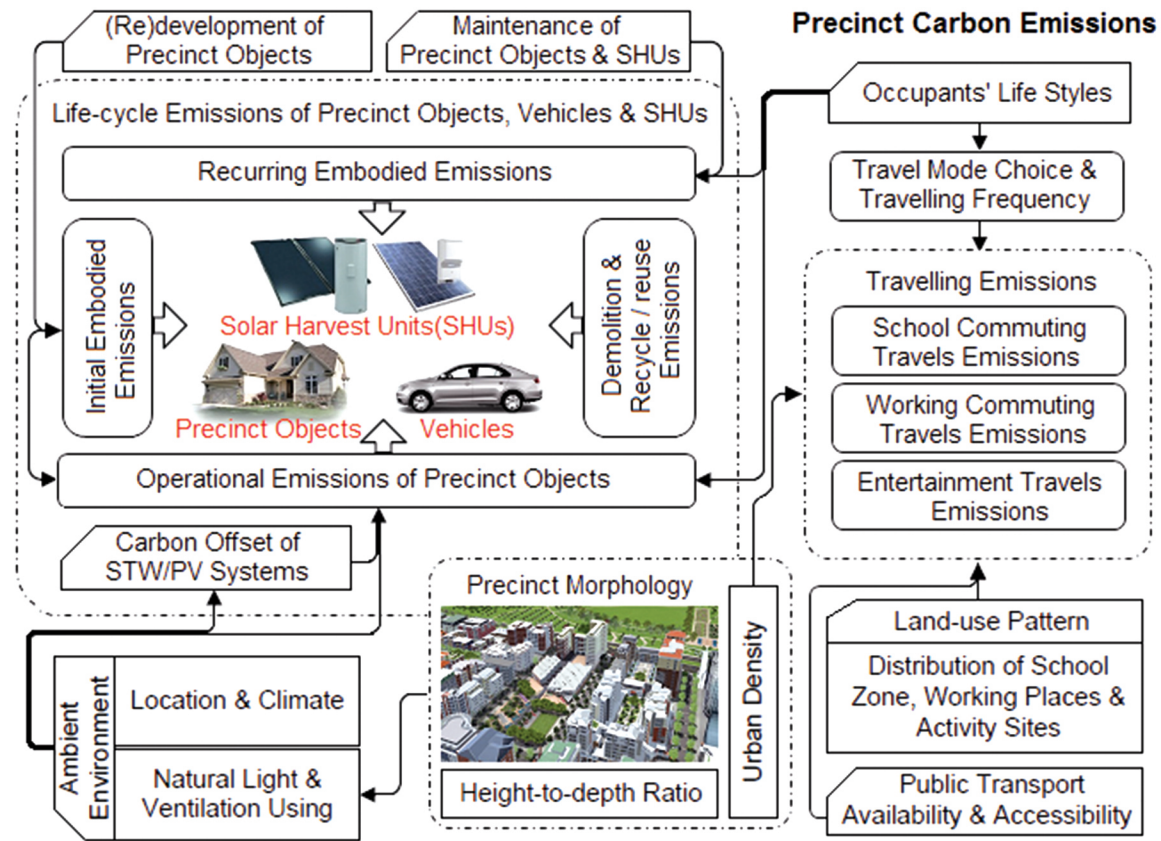 Precinct Carbon Emissions
(Re)development of
Precinct Objects
Maintenance of
Precinct Objects & SHUs
Life-cycle Emissions of Precinct Objects, Vehicles & SHUs
Recurring Embodied Emissions
Initial Embodied
Emissions
Solar Harvest Units(SHUs)
Precinct Objects
Vehicles
Demolition &
Recycle / reuse
Emissions
Operational Emissions of Precinct Objects
Carbon Offset of
STW/PV Systems
Ambient
Environment
Location & Climate
Natural Light &
Ventilation Using
Precinct Morphology
Height-to-depth Ratio
Urban Density
Occupants' Life Styles
Travel Mode Choice &
Travelling Frequency
Travelling Emissions
School Commuting
Travels Emissions
Working Commuting
Travels Emissions
Entertainment Travels
Emissions
Land-use Pattern
Distribution of School
Zone, Working Places &
Activity Sites
Public Transport
Availability & Accessibility